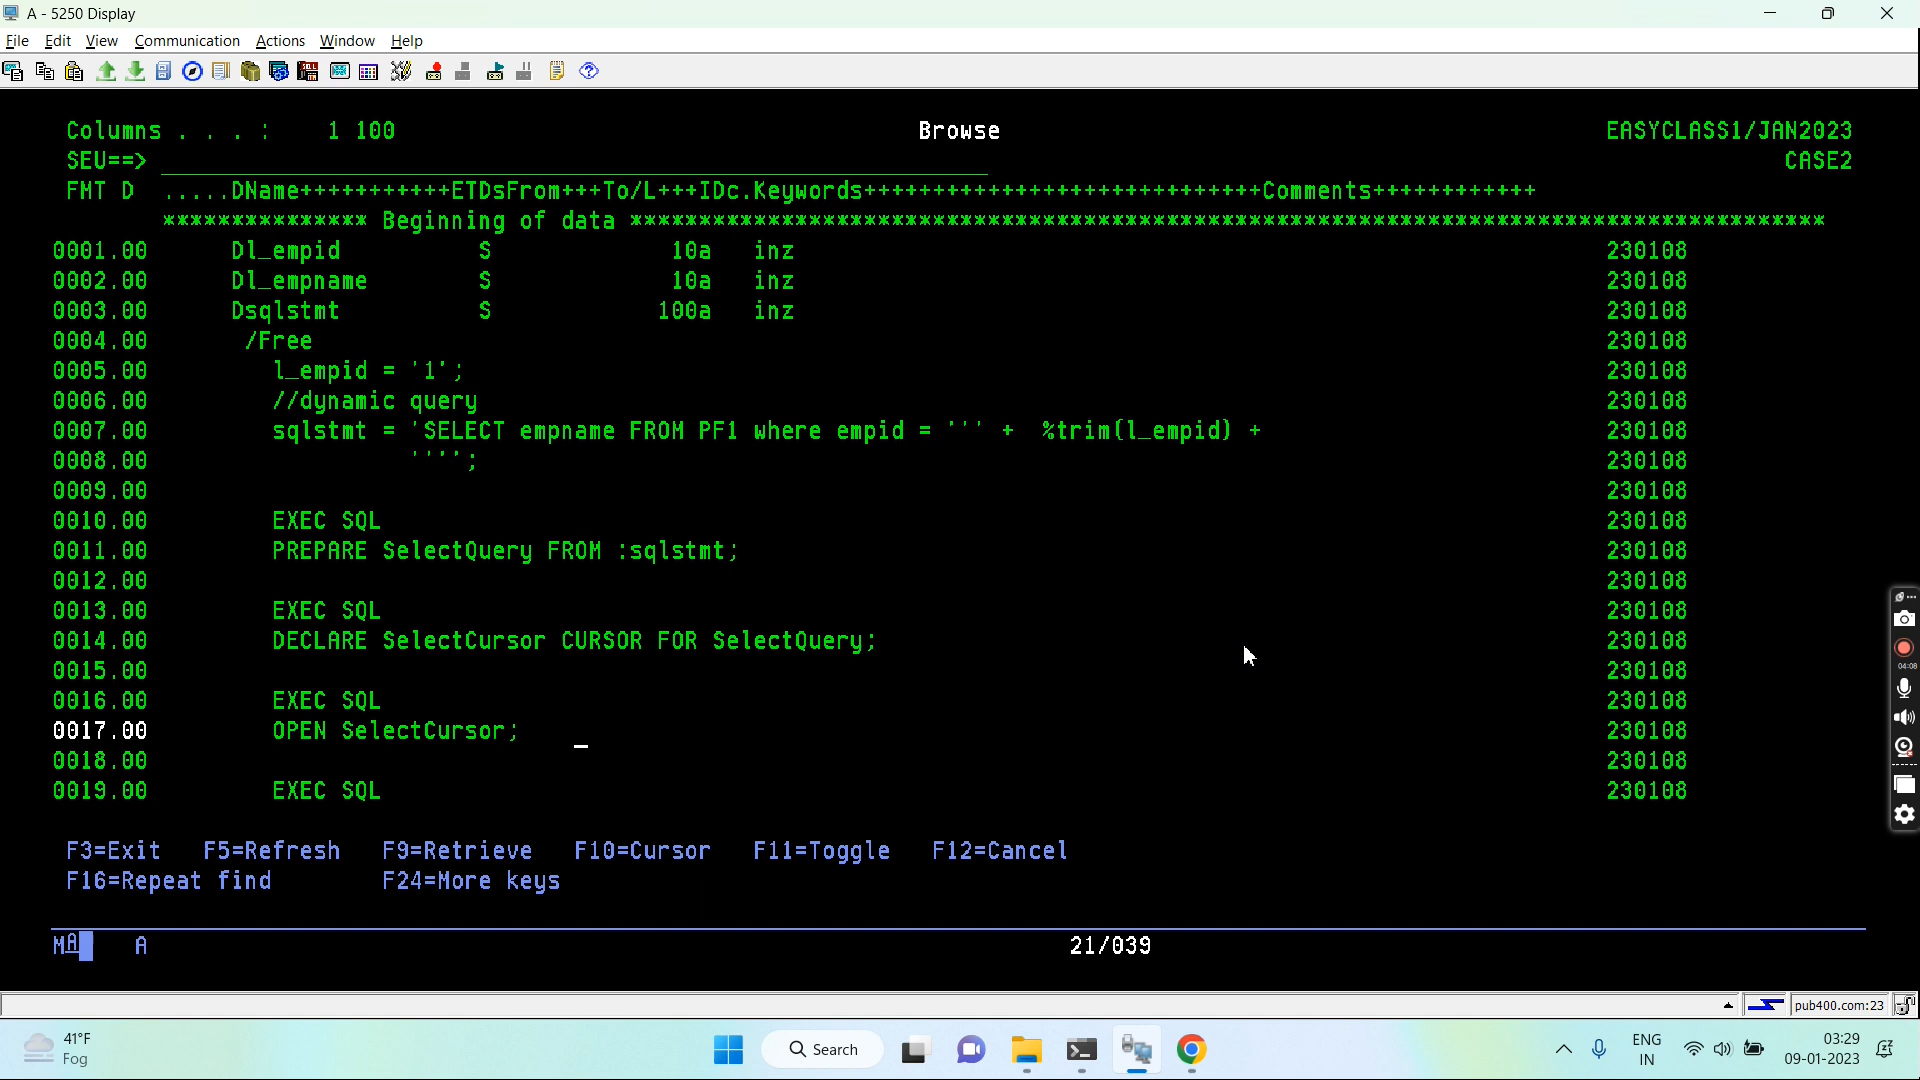 A - 5250 Display
File Edit View Communication Actions Window Help
Columns . . . :    1 100    Browse    EASYCLASS1/JAN2023
SEU==>    CASE2
FMT D  .....DName+++++++++++ETDsFrom+++To/L+++IDc.Keywords+++++++++++++++++++++++++++++Comments++++++++++++
*************** Beginning of data ***************************************************************************************
0001.00      Dl_empid          S             10a   inz    230108
0002.00      Dl_empname        S             10a   inz    230108
0003.00      Dsqlstmt          S            100a   inz    230108
0004.00       /Free    230108
0005.00         l_empid = '1';    230108
0006.00         //dynamic query    230108
0007.00         sqlstmt = 'SELECT empname FROM PF1 where empid = ''' +  %trim(l_empid) +    230108
0008.00                   '''';    230108
0009.00    230108
0010.00         EXEC SQL    230108
0011.00         PREPARE SelectQuery FROM :sqlstmt;    230108
0012.00    230108
0013.00         EXEC SQL    230108
0014.00         DECLARE SelectCursor CURSOR FOR SelectQuery;    230108
0015.00    230108
0016.00         EXEC SQL    230108
0017.00         OPEN SelectCursor;    230108
0018.00    230108
0019.00         EXEC SQL    230108
F3=Exit   F5=Refresh   F9=Retrieve   F10=Cursor   F11=Toggle   F12=Cancel
F16=Repeat find        F24=More keys
MA    A    21/039
pub400.com:23
04:08
41°F
Fog
Search
ENG
IN
03:29
09-01-2023